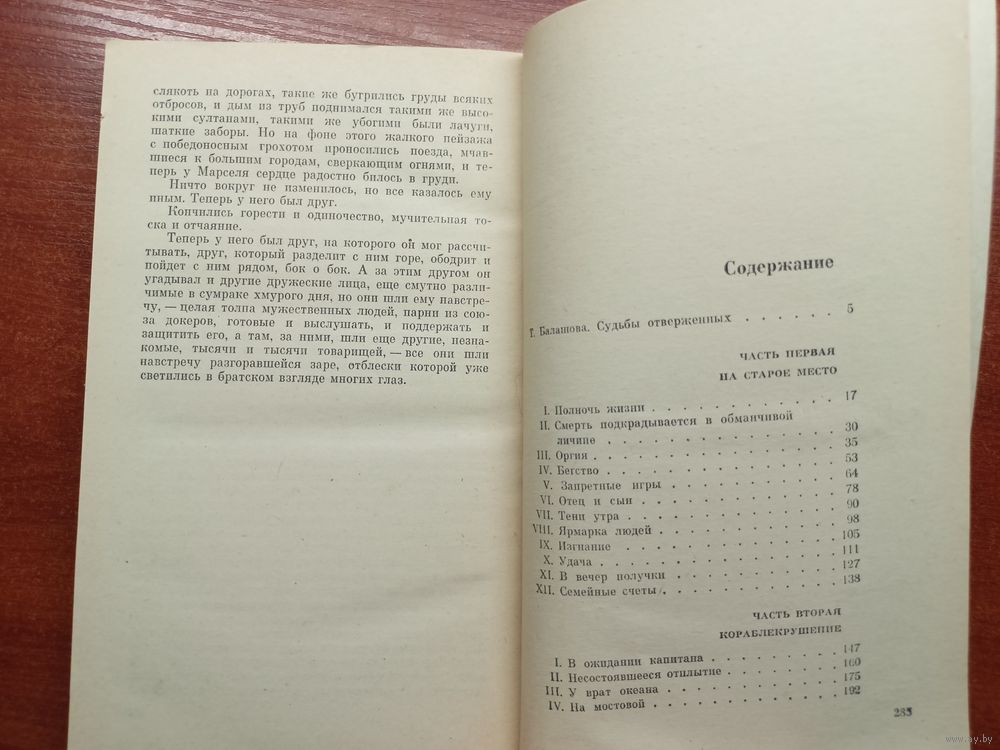 слякоть на дорогах, такие же бугрились груды всяких
отбросов, и дым из труб поднимался такими же высо-
кими султанами, такими же убогими были лачуги,
шаткие заборы. Но на фоне этого жалкого пейзажа
с победоносным грохотом проносились поезда, мчав-
шиеся к большим городам, сверкающим огнями, и те-
перь у Марселя сердце радостно билось в груди.
Ничто вокруг не изменилось, но все казалось ему
иным. Теперь у него был друг.
Кончились горести и одиночество, мучительная то-
ска и отчаяние.
Теперь у него был друг, на которого он мог рассчи-
тывать, друг, который разделит с ним горе, ободрит и
пойдет с ним рядом, бок о бок. А за этим другом он
угадывал и другие дружеские лица, еще смутно разли-
чимые в сумраке хмурого дня, но они шли ему навстре-
чу, — целая толпа мужественных людей, парни из сою-
за докеров, готовые и выслушать, и поддержать и
защитить его, а там, за ними, шли еще другие, незна-
комые, тысячи и тысячи товарищей, — все они шли
навстречу разгоравшейся заре, отблески которой уже
светились в братском взгляде многих глаз.
Содержание
Т. Балашова. Судьбы отверженных . . . . . . 5
ЧАСТЬ ПЕРВАЯ
НА СТАРОЕ МЕСТО
I. Полночь жизни . . . . . . . . . . 17
II. Смерть подкрадывается в обманчивой
личине . . . . . . . . . . . . 30
III. Оргия . . . . . . . . . . . . 35
IV. Бегство . . . . . . . . . . . . 53
V. Запретные игры . . . . . . . . . . 64
VI. Отец и сын . . . . . . . . . . . 78
VII. Тени утра . . . . . . . . . . . 90
VIII. Ярмарка людей . . . . . . . . . . 98
IX. Изгнание . . . . . . . . . . . 105
X. Удача . . . . . . . . . . . . 111
XI. В вечер получки . . . . . . . . . 127
XII. Семейные счеты . . . . . . . . . . 138
ЧАСТЬ ВТОРАЯ
КОРАБЛЕКРУШЕНИЕ
I. В ожидании капитана . . . . . . . . 147
II. Несостоявшееся отплытие . . . . . . . 160
III. У врат океана . . . . . . . . . . 175
IV. На мостовой . . . . . . . . . . 192
285
www.ay.by